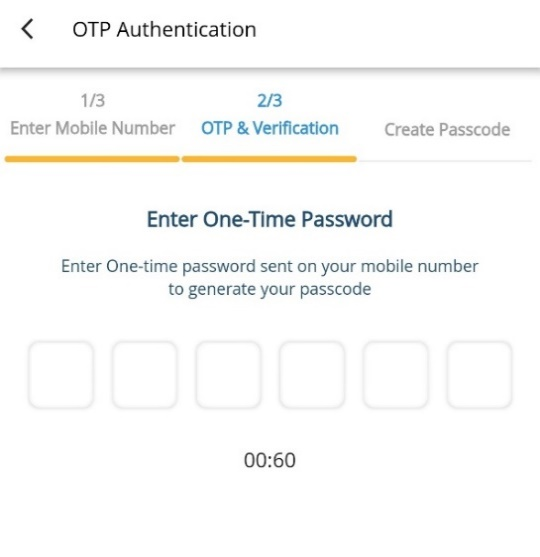 OTP Authentication
1/3
Enter Mobile Number
2/3
OTP & Verification
Create Passcode
Enter One-Time Password
Enter One-time password sent on your mobile number
to generate your passcode
00:60